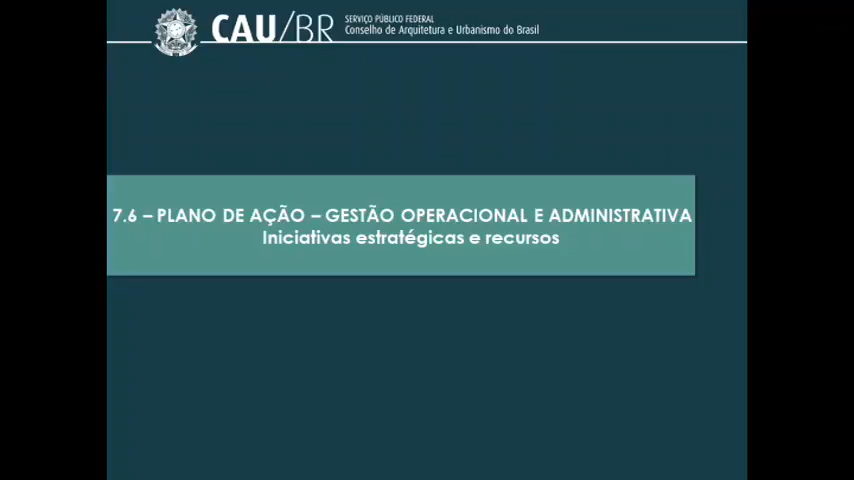 CAU/BR
SERVIÇO PÚBLICO FEDERAL
Conselho de Arquitetura e Urbanismo do Brasil
7.6 – PLANO DE AÇÃO – GESTÃO OPERACIONAL E ADMINISTRATIVA
Iniciativas estratégicas e recursos